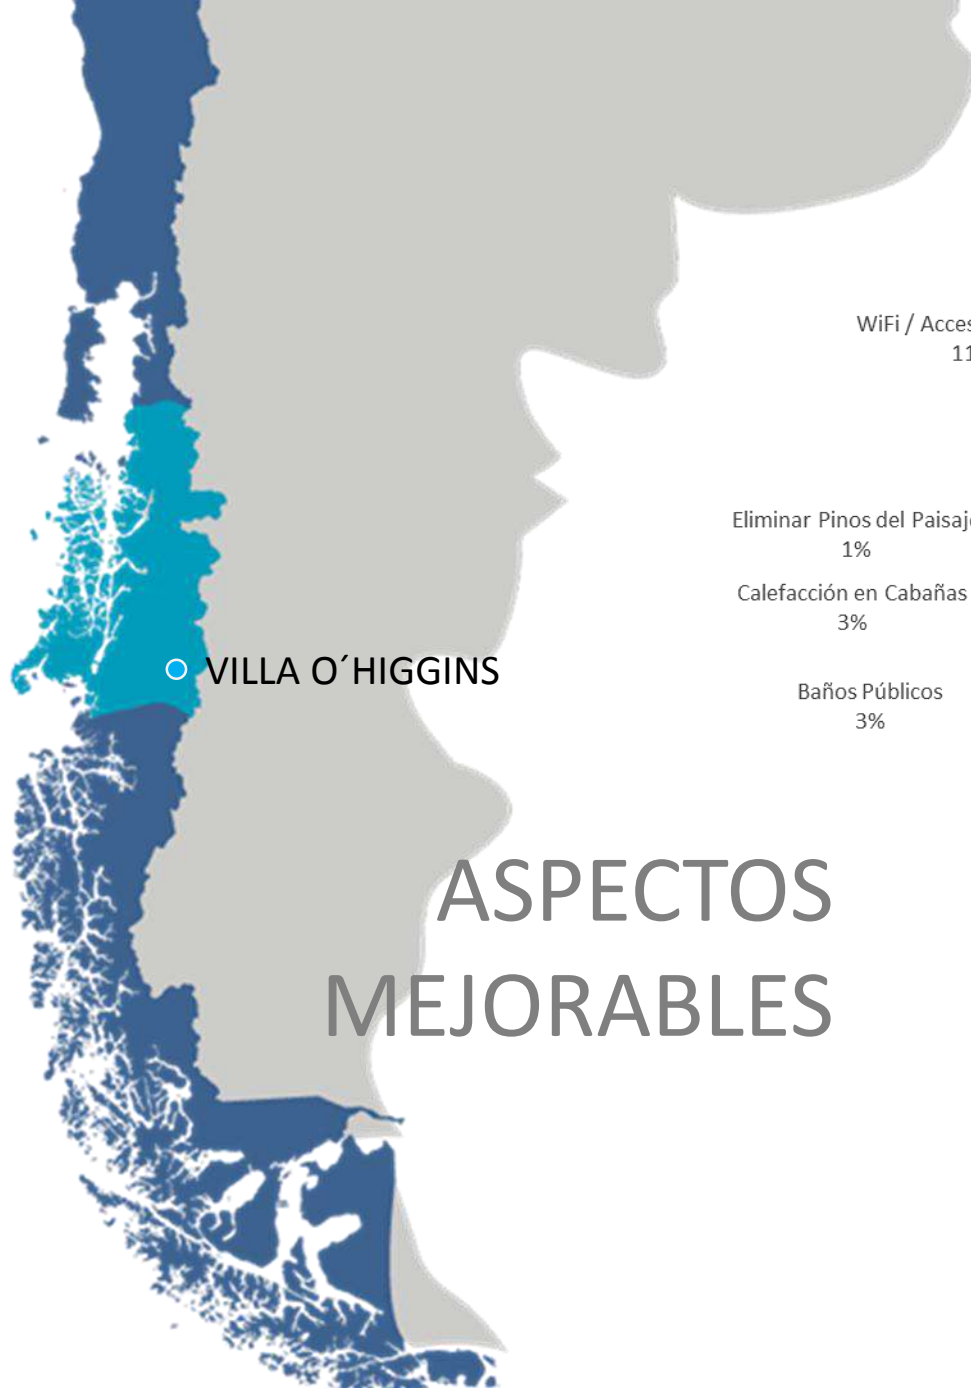 WiFi / Acces
11
Eliminar Pinos del Paisaj
1%
Calefacción en Cabañas
3%
VILLA O´HIGGINS
Baños Públicos
3%
ASPECTOS
MEJORABLES